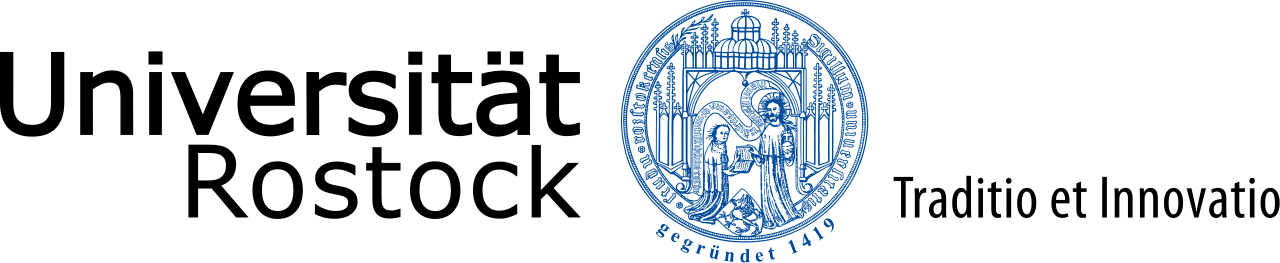 Universität
Rostock
gegründet 1419
Traditio et Innovatio